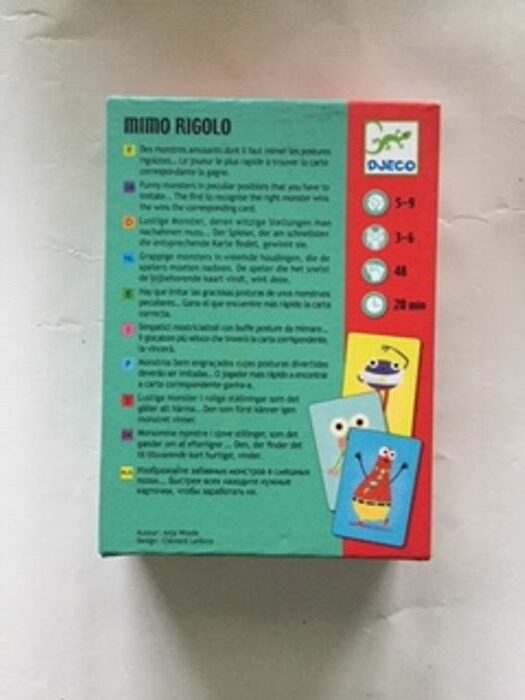 MIMO RIGOLO
DJECO
F Des monstres amusants dont il faut mimer les postures
rigolotes... Le joueur le plus rapide à trouver la carte
correspondante la gagne.
Funny monsters in peculiar positions that you have to
imitate... The first to recognise the right monster wins
the wins the corresponding card.
D Lustige Monster, deren witzige Stellungen man
nachahmen muss... Der Spieler, der am schnellsten
die entsprechende Karte findet, gewinnt sie.
NL Grappige monsters in vreemde houdingen, die de
spelers moeten nadoen. De speler die het snelst
de bijbehorende kaart vindt, wint deze.
E Hay que imitar las graciosas posturas de unos monstruos
peculiares... Gana el que encuentre más rápido la carta
correcta.
I Simpatici mostriciattoli con buffe posture da mimare...
Il giocatore più veloce che troverà la carta corrispondente,
la vincerà.
P Monstros bem engraçados cujas posturas divertidas
deverão ser imitadas... O jogador mais rápido a encontrar
a carta correspondente ganha-a.
S Lustige monster i roliga ställningar som det
gäller att härma... Den som först känner igen
monstret vinner.
Morsomme monstre i sjove stillinger, som det
gælder om at efterligne ... Den, der finder det
til tilsvarende kort hurtigst, vinder.
Изображайте забавных монстров в смешных
позах... Быстрее всех находите нужные
карточки, чтобы заработать их.
5-9
3-6
48
20 min
Auteur :
Design : Clément Lefèvre